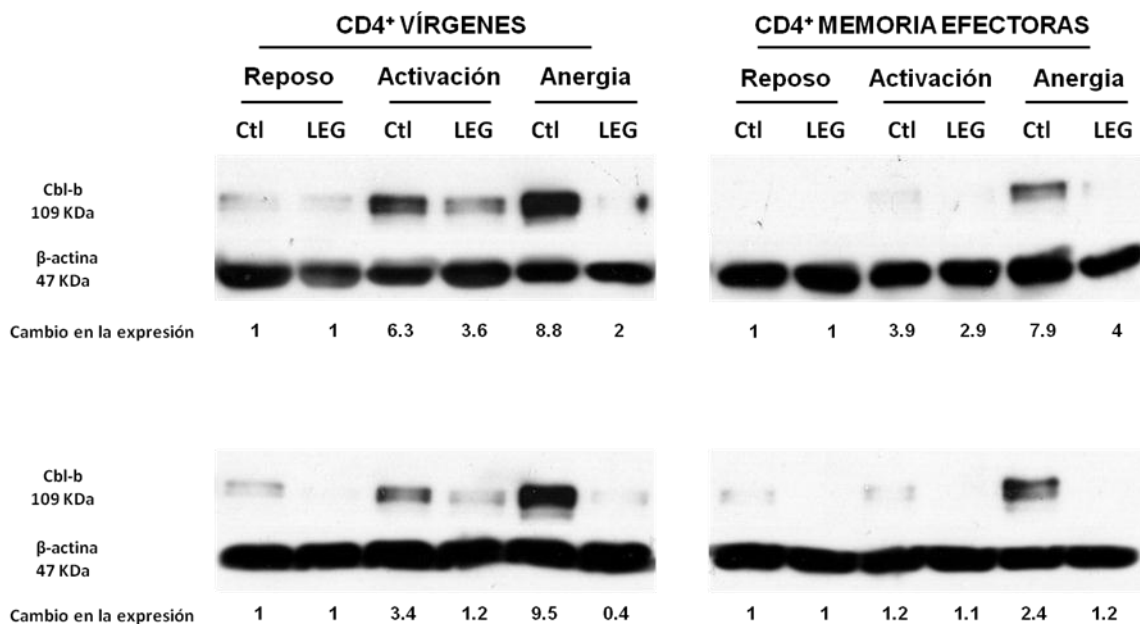 CD4⁺ VÍRGENES CD4⁺ MEMORIA EFECTORAS
Reposo Activación Anergia Reposo Activación Anergia
Ctl LEG Ctl LEG Ctl LEG Ctl LEG Ctl LEG Ctl LEG
Cbl-b
109 KDa
β-actina
47 KDa
Cambio en la expresión 1 1 6.3 3.6 8.8 2 1 1 3.9 2.9 7.9 4
Cbl-b
109 KDa
β-actina
47 KDa
Cambio en la expresión 1 1 3.4 1.2 9.5 0.4 1 1 1.2 1.1 2.4 1.2